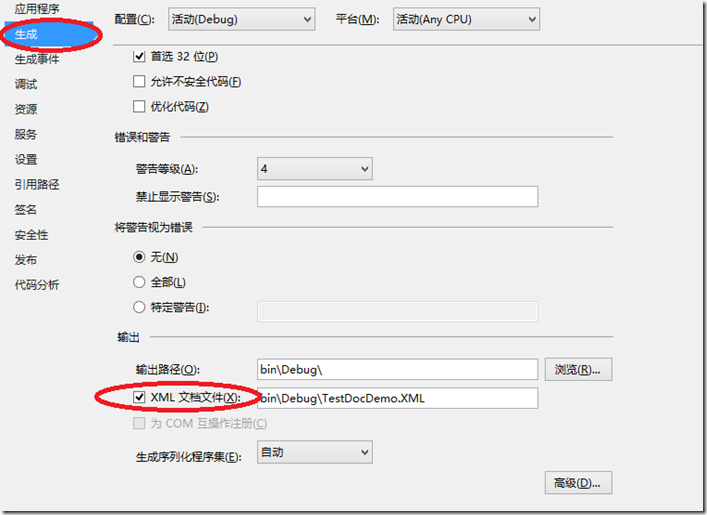 应用程序
生成
生成事件
调试
资源
服务
设置
引用路径
签名
安全性
发布
代码分析
配置(C): 活动(Debug) 平台(M): 活动(Any CPU)
首选 32 位(P)
允许不安全代码(F)
优化代码(Z)
错误和警告
警告等级(A): 4
禁止显示警告(S):
将警告视为错误
无(N)
全部(L)
特定警告(I):
输出
输出路径(O): bin\Debug\ 浏览(R)...
XML 文档文件(X): bin\Debug\TestDocDemo.XML
为 COM 互操作注册(C)
生成序列化程序集(E): 自动
高级(D)...